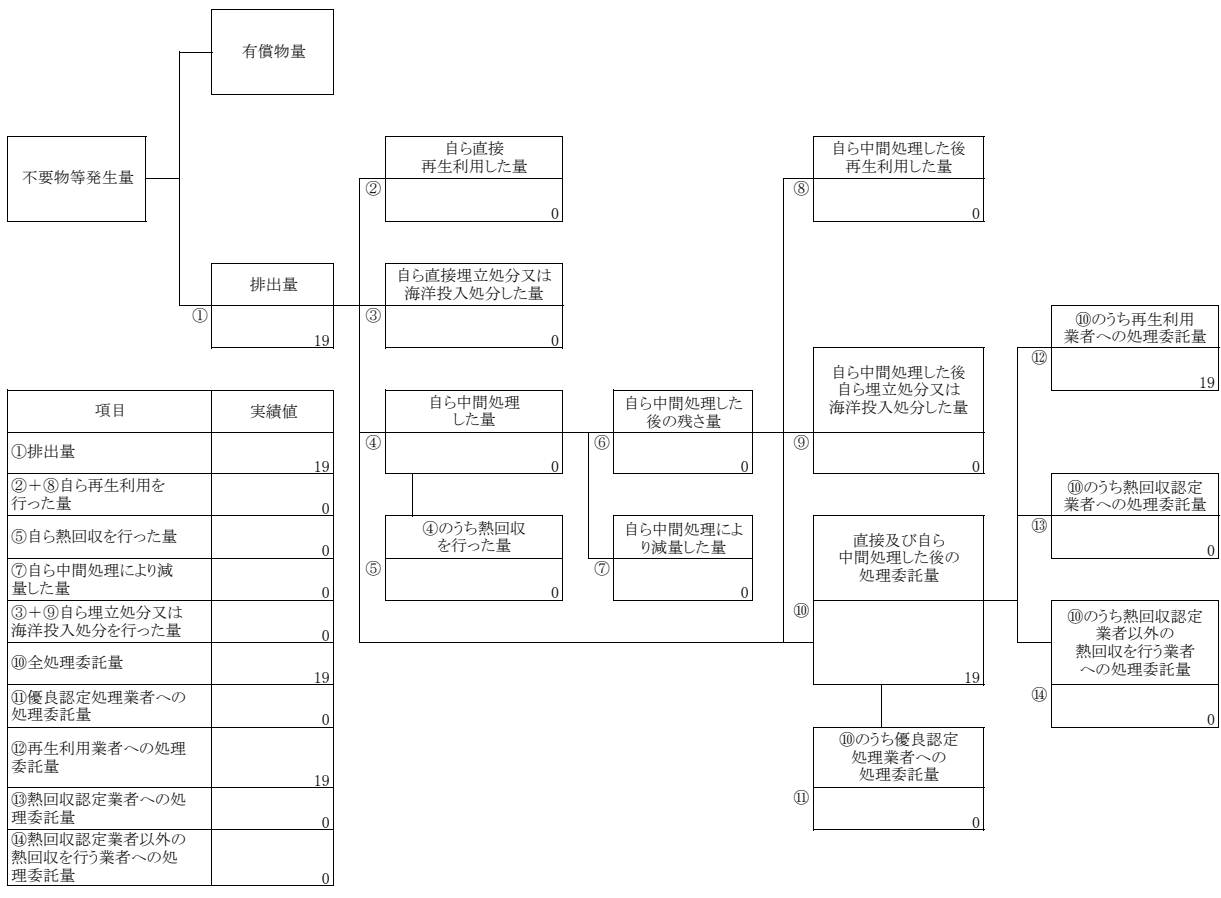 有償物量
不要物等発生量
排出量
①
19
自ら直接
再生利用した量
②
0
自ら直接埋立処分又は
海洋投入処分した量
③
0
自ら中間処理
した量
④
0
④のうち熱回収
を行った量
⑤
0
自ら中間処理した
後の残さ量
⑥
0
自ら中間処理によ
り減量した量
⑦
0
自ら中間処理した後
再生利用した量
⑧
0
自ら中間処理した後
自ら埋立処分又は
海洋投入処分した量
⑨
0
直接及び自ら
中間処理した後の
処理委託量
⑩
19
⑩のうち優良認定
処理業者への
処理委託量
⑪
0
⑩のうち再生利用
業者への処理委託量
⑫
19
⑩のうち熱回収認定
業者への処理委託量
⑬
0
⑩のうち熱回収認定
業者以外の
熱回収を行う業者
への処理委託量
⑭
0
項目 実績値
①排出量
19
②+⑧自ら再生利用を
行った量
0
⑤自ら熱回収を行った量
0
⑦自ら中間処理により減
量した量
0
③+⑨自ら埋立処分又は
海洋投入処分を行った量
0
⑩全処理委託量
19
⑪優良認定処理業者への
処理委託量
0
⑫再生利用業者への処理
委託量
19
⑬熱回収認定業者への処
理委託量
0
⑭熱回収認定業者以外の
熱回収を行う業者への処
理委託量
0